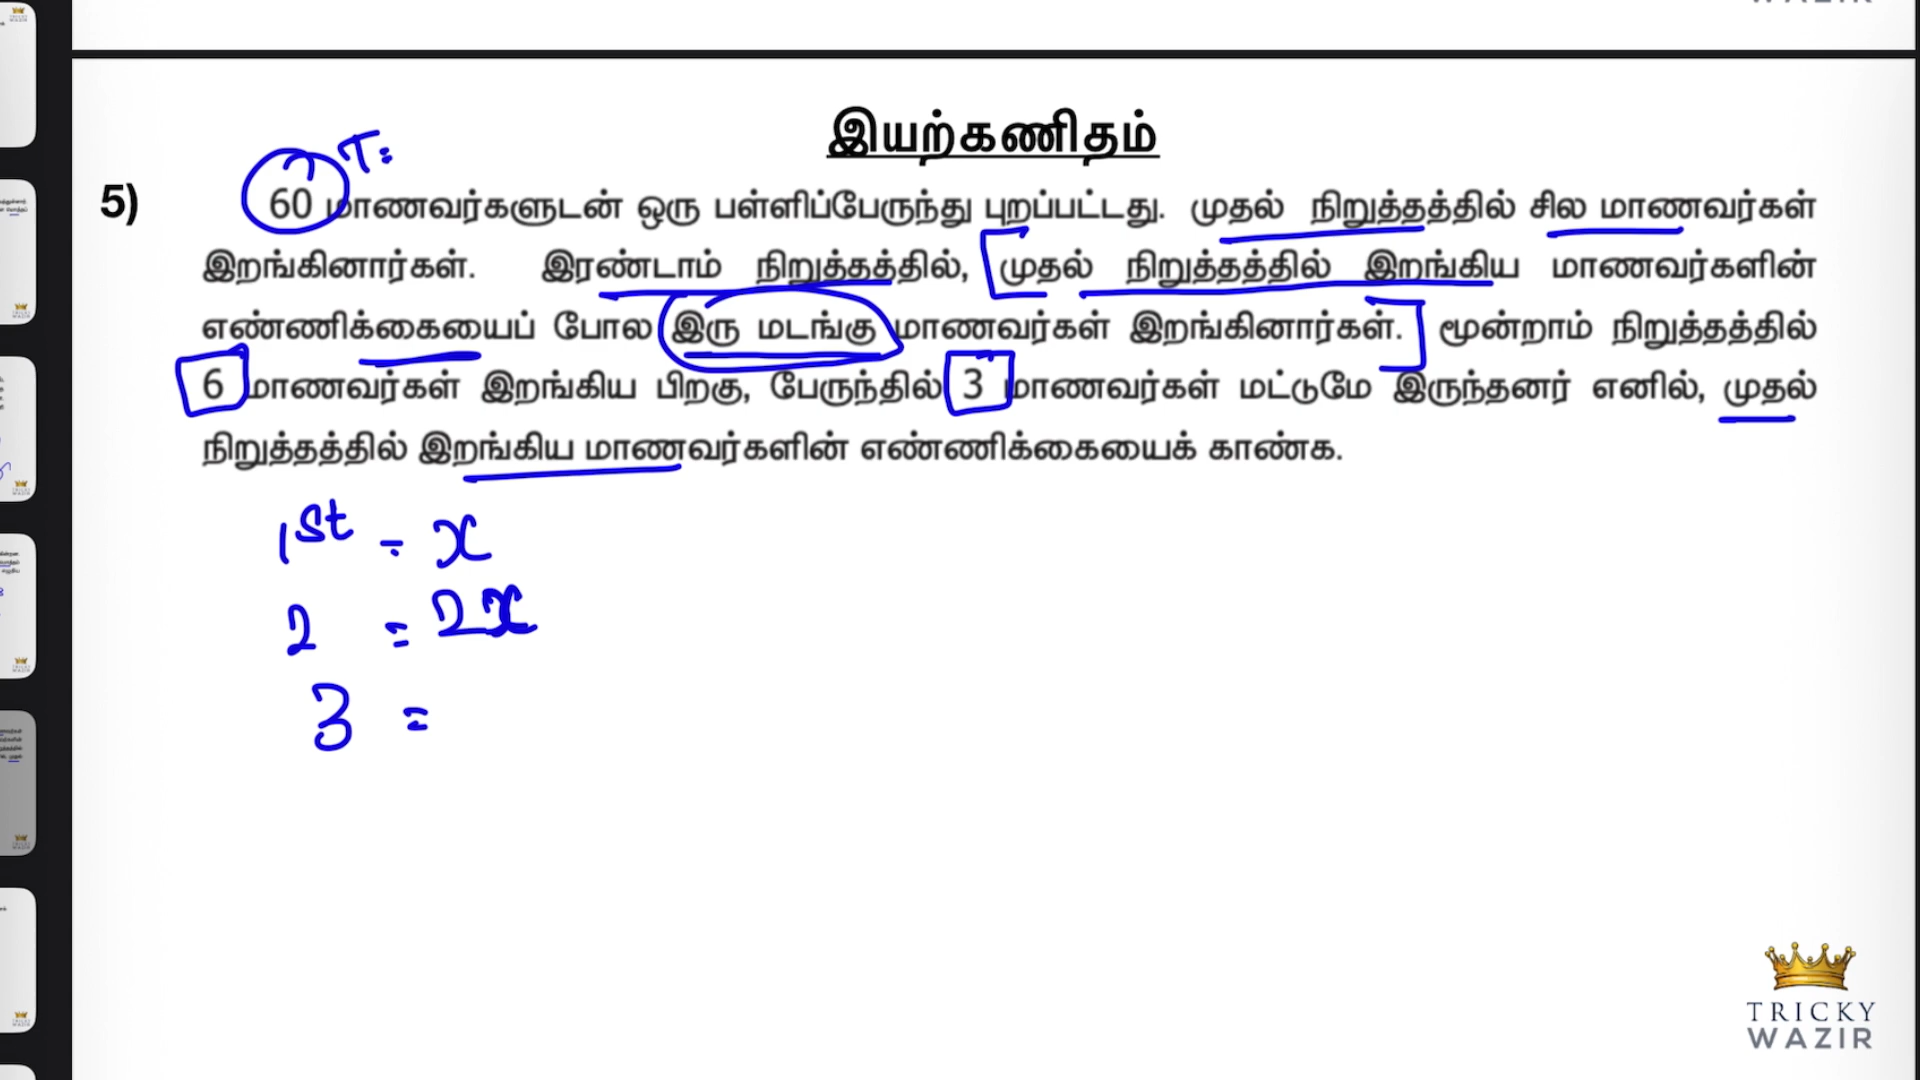 இயற்கணிதம்
T:
5) 60 மாணவர்களுடன் ஒரு பள்ளிப்பேருந்து புறப்பட்டது. முதல் நிறுத்தத்தில் சில மாணவர்கள்
இறங்கினார்கள். இரண்டாம் நிறுத்தத்தில், முதல் நிறுத்தத்தில் இறங்கிய மாணவர்களின்
எண்ணிக்கையைப் போல இரு மடங்கு மாணவர்கள் இறங்கினார்கள். மூன்றாம் நிறுத்தத்தில்
6 மாணவர்கள் இறங்கிய பிறகு, பேருந்தில் 3 மாணவர்கள் மட்டுமே இருந்தனர் எனில், முதல்
நிறுத்தத்தில் இறங்கிய மாணவர்களின் எண்ணிக்கையைக் காண்க.
1st = x
2 = 2x
3 =
TRICKY
WAZIR